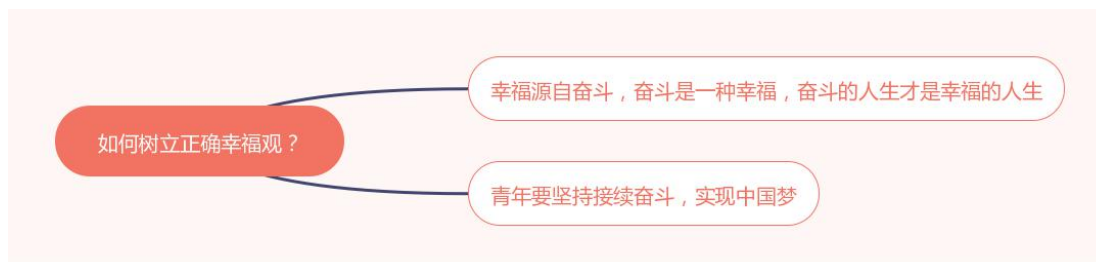 幸福源自奋斗，奋斗是一种幸福，奋斗的人生才是幸福的人生
如何树立正确幸福观？
青年要坚持接续奋斗，实现中国梦